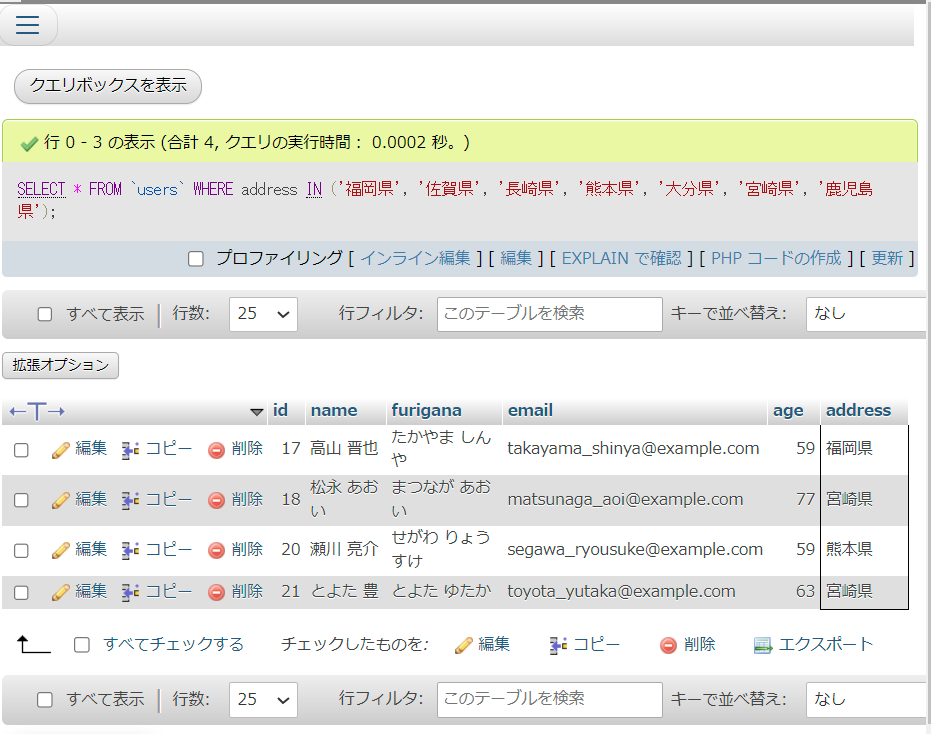 クエリボックスを表示
行 0 - 3 の表示 (合計 4, クエリの実行時間： 0.0002 秒。)
SELECT * FROM `users` WHERE address IN ('福岡県', '佐賀県', '長崎県', '熊本県', '大分県', '宮崎県', '鹿児島
県');
プロファイリング [ インライン編集 ] [ 編集 ] [ EXPLAIN で確認 ] [ PHP コードの作成 ] [ 更新 ]
すべて表示 行数: 25 行フィルタ: このテーブルを検索 キーで並べ替え: なし
拡張オプション
←T→ id name furigana email age address
編集 コピー 削除 17 高山 晋也 たかやま しん
や takayama_shinya@example.com 59 福岡県
編集 コピー 削除 18 松永 あお
い まつなが あお
い matsunaga_aoi@example.com 77 宮崎県
編集 コピー 削除 20 瀬川 亮介 せがわ りょう
すけ segawa_ryousuke@example.com 59 熊本県
編集 コピー 削除 21 とよた 豊 とよた ゆたか toyota_yutaka@example.com 63 宮崎県
すべてチェックする チェックしたものを: 編集 コピー 削除 エクスポート
すべて表示 行数: 25 行フィルタ: このテーブルを検索 キーで並べ替え: なし